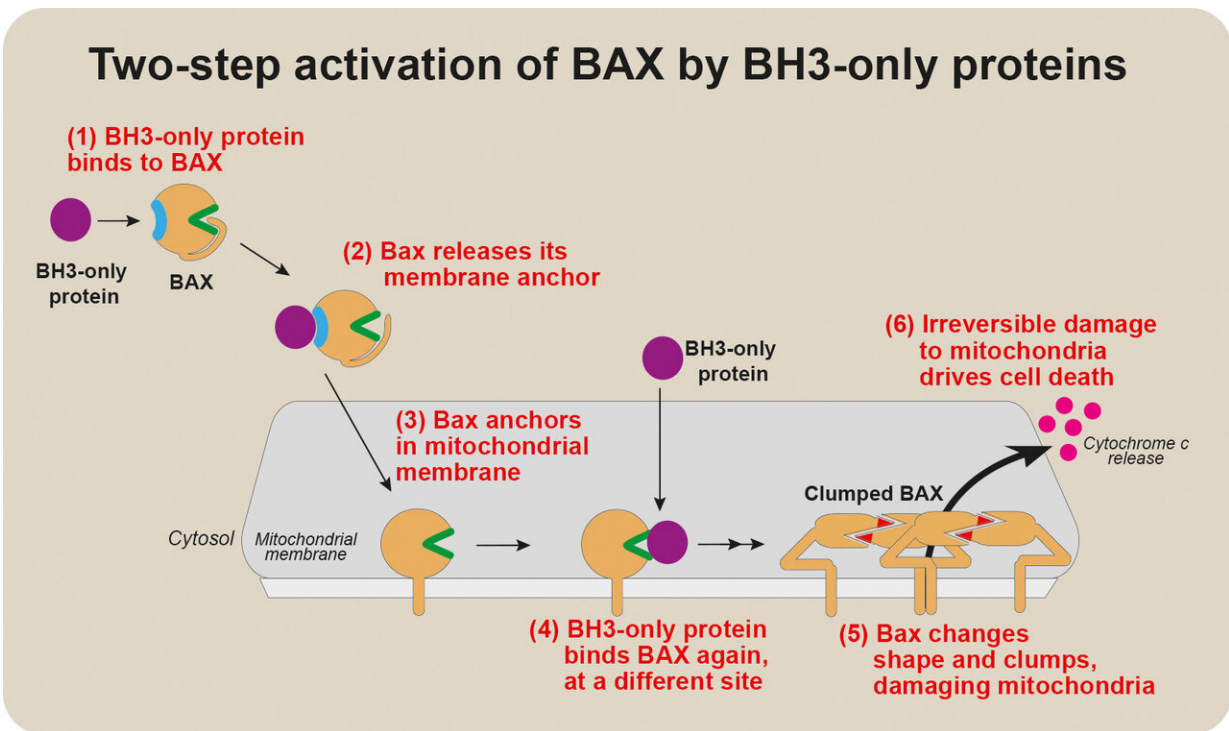 Two-step activation of BAX by BH3-only proteins
(1) BH3-only protein
binds to BAX
BH3-only
protein
BAX
(2) Bax releases its
membrane anchor
BH3-only
protein
(3) Bax anchors
in mitochondrial
membrane
(6) Irreversible damage
to mitochondria
drives cell death
Cytochrome c
release
Clumped BAX
Cytosol
Mitochondrial
membrane
(4) BH3-only protein
binds BAX again,
at a different site
(5) Bax changes
shape and clumps,
damaging mitochondria